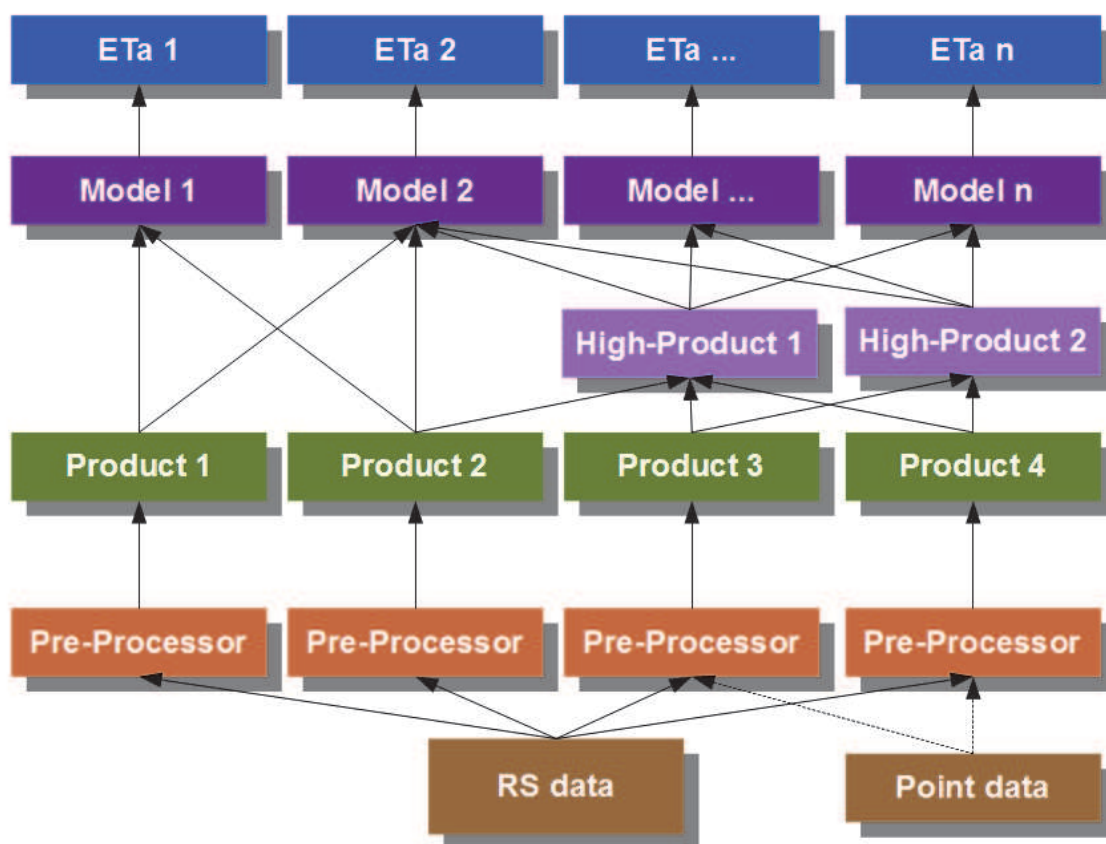 ETa 1
ETa 2
ETa ...
ETa n
Model 1
Model 2
Model ...
Model n
High-Product 1
High-Product 2
Product 1
Product 2
Product 3
Product 4
Pre-Processor
Pre-Processor
Pre-Processor
Pre-Processor
RS data
Point data